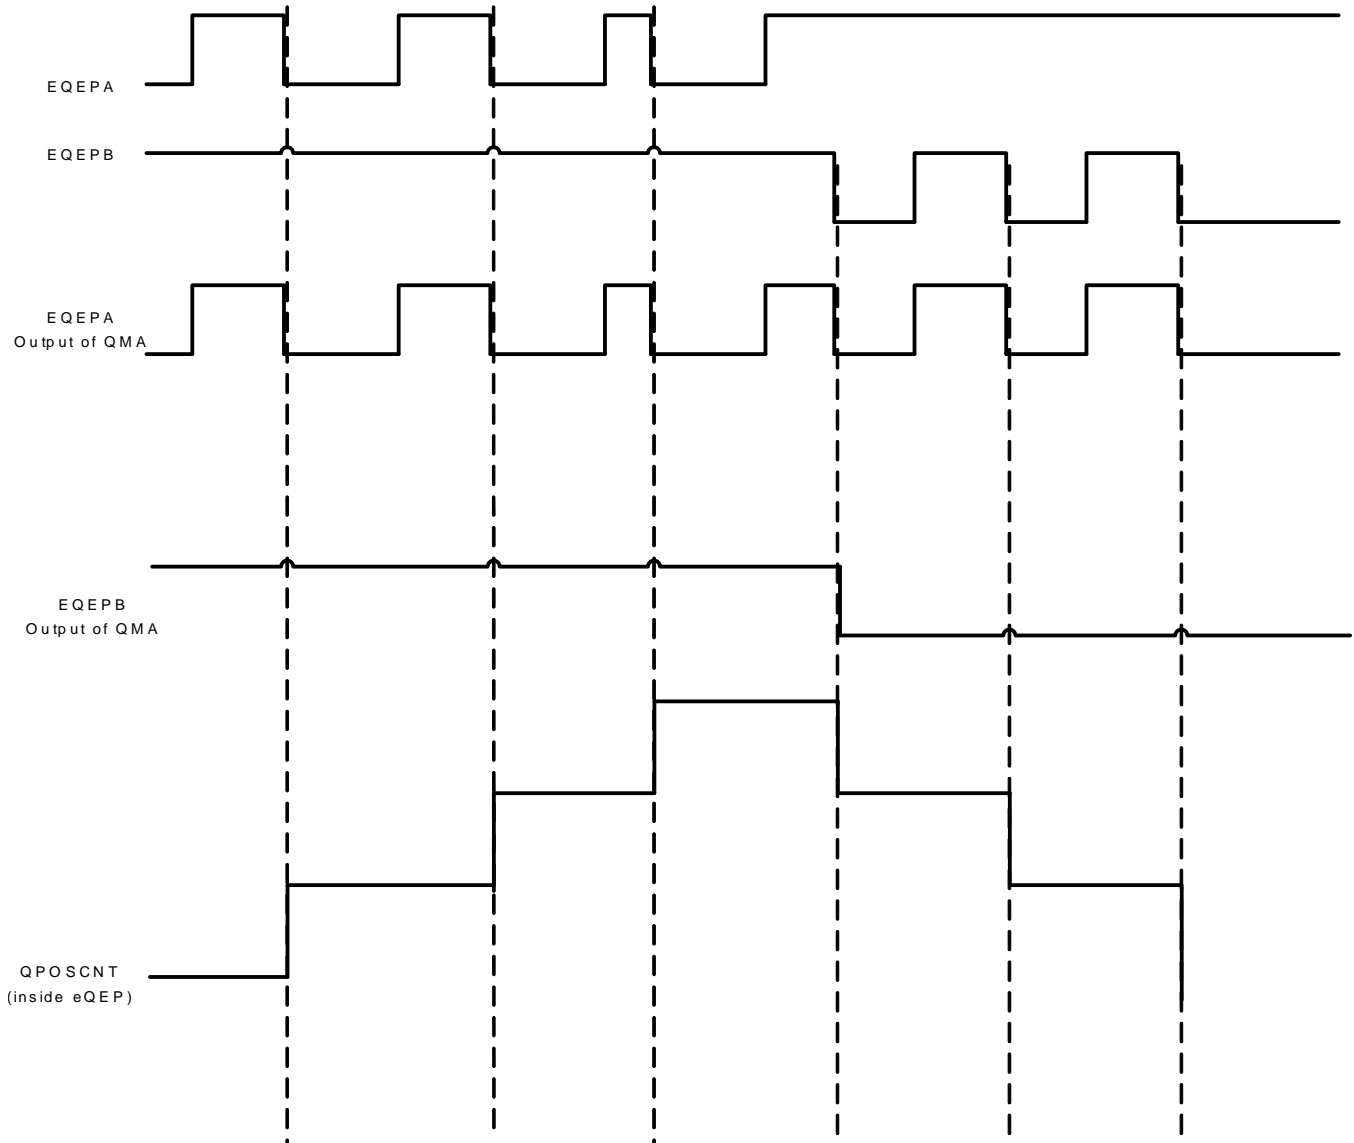 EQEPA
EQEPB
EQEPA
Output of QMA
EQEPB
Output of QMA
QPOSCNT
(inside eQEP)